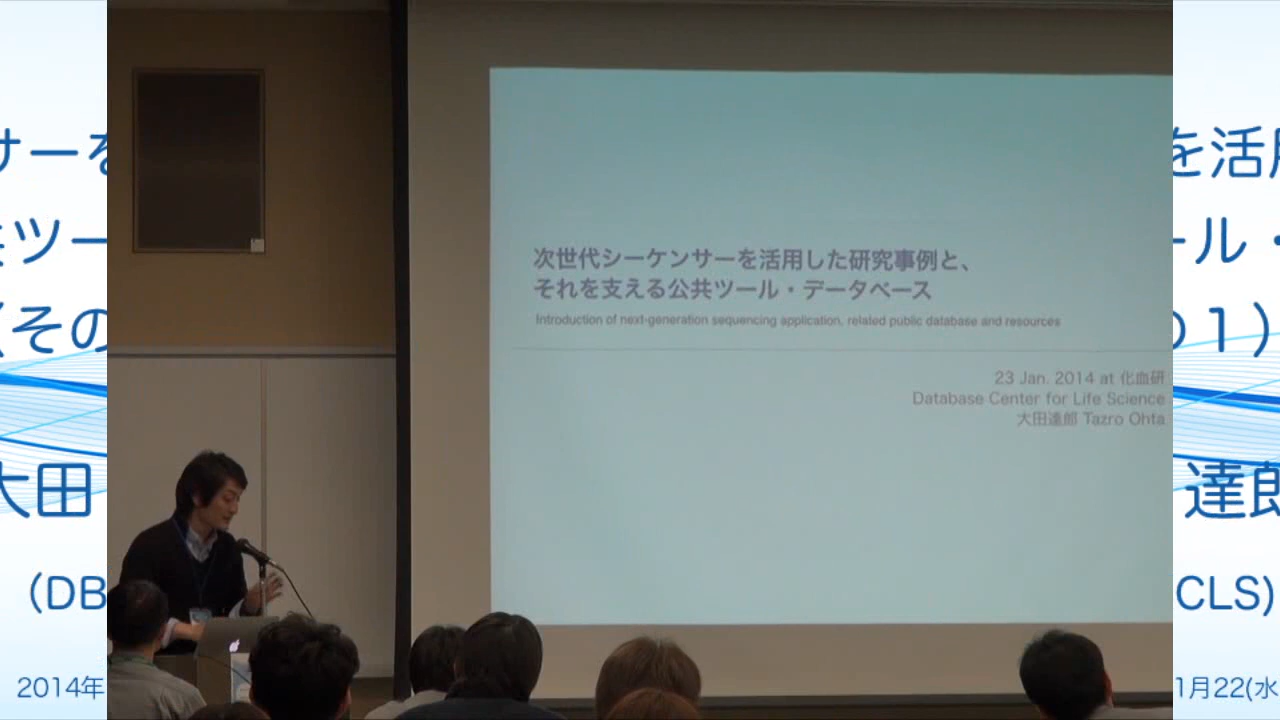 次世代シーケンサーを活用した研究事例と、
それを支える公共ツール・データベース
Introduction of next-generation sequencing application, related public database and resources
23 Jan. 2014 at 化血研
Database Center for Life Science
大田達郎 Tazro Ohta
サーを
を活用
共ツー
ール・
(その
01)
大田
達郎
(DB
CLS)
2014年
1月22(水